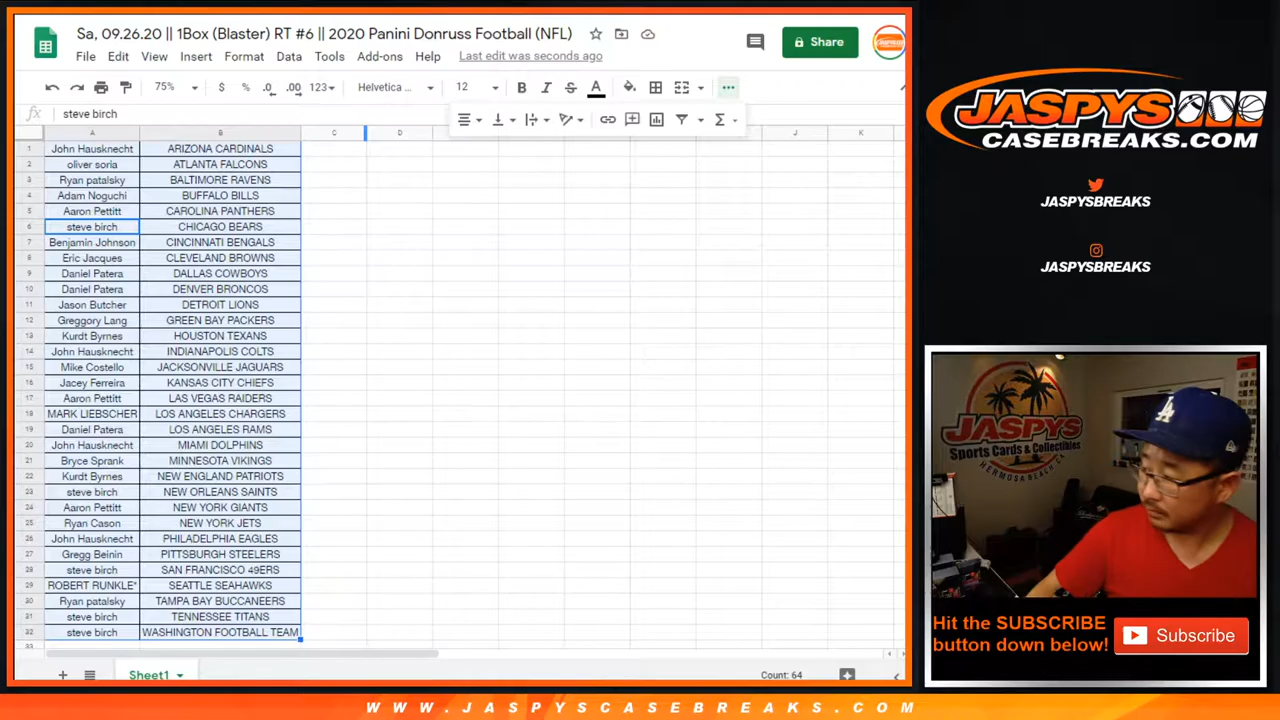 Sa, 09.26.20 || 1Box (Blaster) RT #6 || 2020 Panini Donruss Football (NFL)
File Edit View Insert Format Data Tools Add-ons Help Last edit was seconds ago
Share
75% $ % .0 .00 123 Helvetica ... 12 B I S A
fx steve birch
A B C D E F G H I J K
1 John Hausknecht ARIZONA CARDINALS
2 oliver soria ATLANTA FALCONS
3 Ryan patalsky BALTIMORE RAVENS
4 Adam Noguchi BUFFALO BILLS
5 Aaron Pettitt CAROLINA PANTHERS
6 steve birch CHICAGO BEARS
7 Benjamin Johnson CINCINNATI BENGALS
8 Eric Jacques CLEVELAND BROWNS
9 Daniel Patera DALLAS COWBOYS
10 Daniel Patera DENVER BRONCOS
11 Jason Butcher DETROIT LIONS
12 Greggory Lang GREEN BAY PACKERS
13 Kurdt Byrnes HOUSTON TEXANS
14 John Hausknecht INDIANAPOLIS COLTS
15 Mike Costello JACKSONVILLE JAGUARS
16 Jacey Ferreira KANSAS CITY CHIEFS
17 Aaron Pettitt LAS VEGAS RAIDERS
18 MARK LIEBSCHER LOS ANGELES CHARGERS
19 Daniel Patera LOS ANGELES RAMS
20 John Hausknecht MIAMI DOLPHINS
21 Bryce Sprank MINNESOTA VIKINGS
22 Kurdt Byrnes NEW ENGLAND PATRIOTS
23 steve birch NEW ORLEANS SAINTS
24 Aaron Pettitt NEW YORK GIANTS
25 Ryan Cason NEW YORK JETS
26 John Hausknecht PHILADELPHIA EAGLES
27 Gregg Beinin PITTSBURGH STEELERS
28 steve birch SAN FRANCISCO 49ERS
29 ROBERT RUNKLE* SEATTLE SEAHAWKS
30 Ryan patalsky TAMPA BAY BUCCANEERS
31 steve birch TENNESSEE TITANS
32 steve birch WASHINGTON FOOTBALL TEAM
33
Sheet1
Count: 64
JASPYS
CASEBREAKS.COM
JASPYSBREAKS
JASPYSBREAKS
JASPYS
Sports Cards & Collectibles
HERMOSA BEACH, CA
LA
Hit the SUBSCRIBE
button down below!
Subscribe
WWW.JASPYSCASEBREAKS.COM